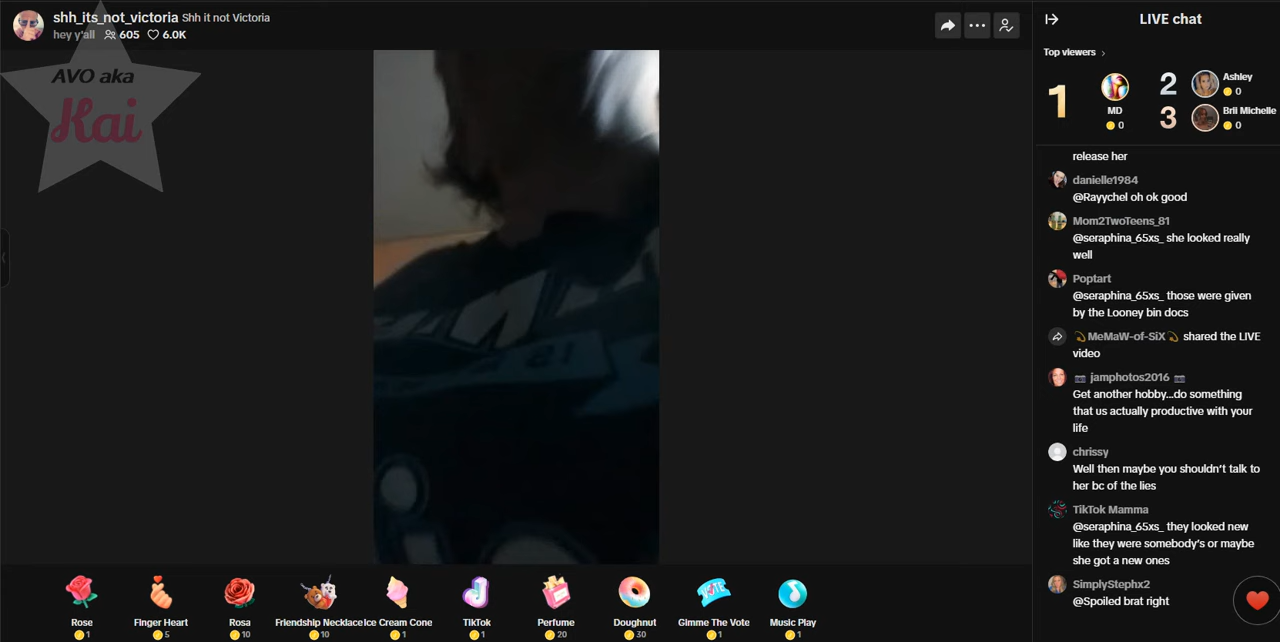 shh_its_not_victoria Shh it not Victoria
hey y'all 605 6.0K
AVO aka
Kai
LIVE chat
Top viewers
1 MD 0
2 Ashley 0
3 Brii Michelle 0
release her
danielle1984
@Rayychel oh ok good
Mom2TwoTeens_81
@seraphina_65xs_ she looked really
well
Poptart
@seraphina_65xs_ those were given
by the Looney bin docs
MeMaW-of-SiX shared the LIVE
video
jamphotos2016
Get another hobby...do something
that us actually productive with your
life
chrissy
Well then maybe you shouldn't talk to
her bc of the lies
TikTok Mamma
@seraphina_65xs_ they looked new
like they were somebody's or maybe
she got a new ones
SimplyStephx2
@Spoiled brat right
Rose Finger Heart Rosa Friendship Necklace Ice Cream Cone TikTok Perfume Doughnut Gimme The Vote Music Play
1 5 10 10 1 1 20 30 1 1